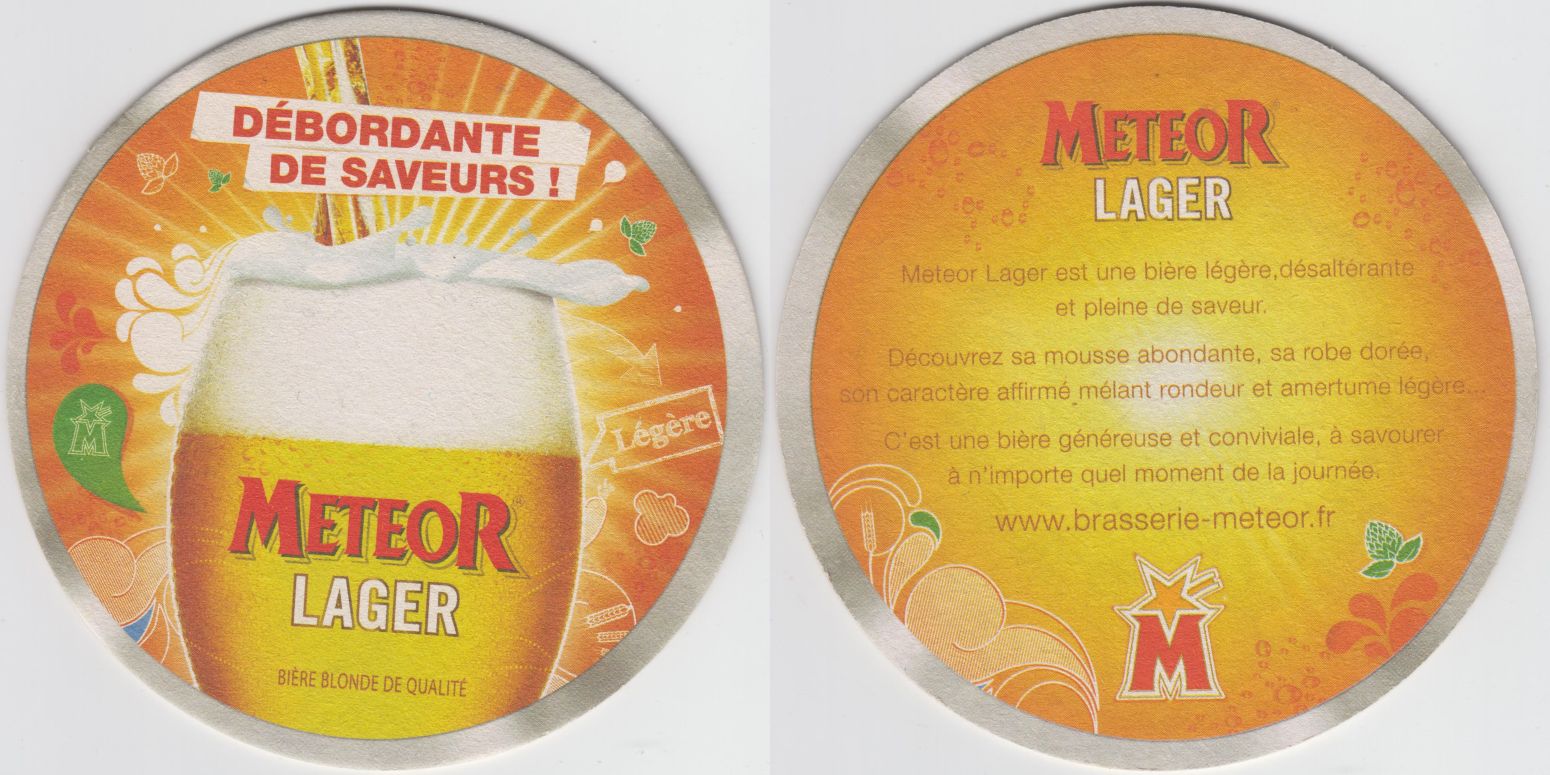 DÉBORDANTE
DE SAVEURS !
Légère
METEOR
LAGER
BIÈRE BLONDE DE QUALITÉ
M
METEOR®
LAGER
Meteor Lager est une bière légère,désaltérante
et pleine de saveur.
Découvrez sa mousse abondante, sa robe dorée,
son caractère affirmé mélant rondeur et amertume légère...
C'est une bière généreuse et conviviale, à savourer
à n'importe quel moment de la journée.
www.brasserie-meteor.fr
M